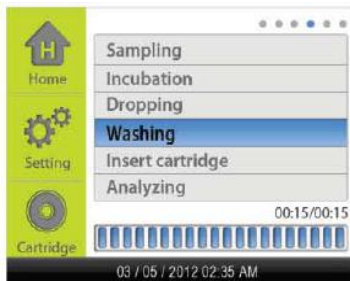 H
Home
Setting
Cartridge
Sampling
Incubation
Dropping
Washing
Insert cartridge
Analyzing
00:15/00:15
03 / 05 / 2012 02:35 AM